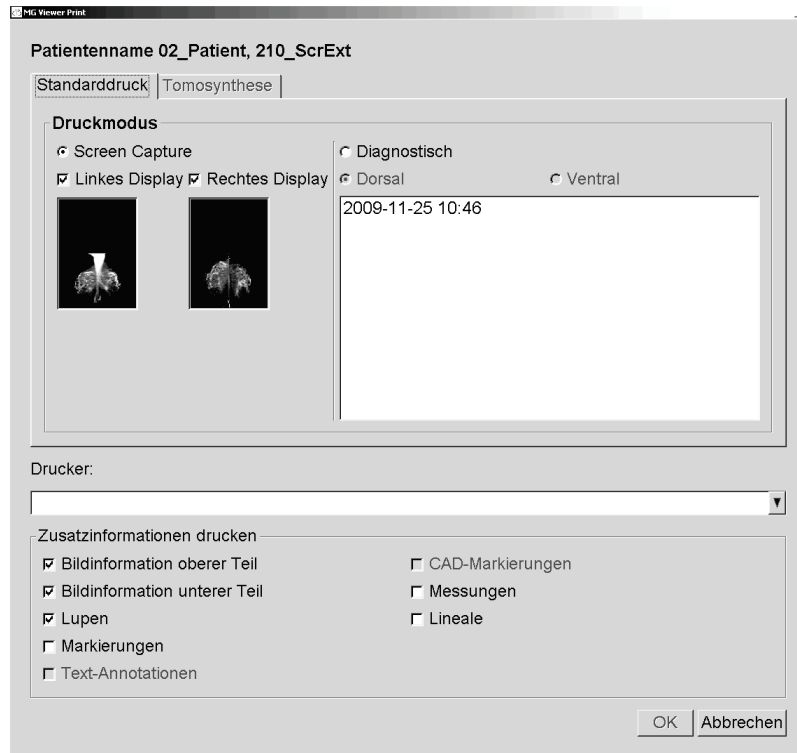 MG Viewer Print
Patientenname 02_Patient, 210_ScrExt
Standarddruck Tomosynthese
Druckmodus
Screen Capture Diagnostisch
Linkes Display Rechtes Display Dorsal Ventral
2009-11-25 10:46
Drucker:
Zusatzinformationen drucken
Bildinformation oberer Teil CAD-Markierungen
Bildinformation unterer Teil Messungen
Lupen Lineale
Markierungen
Text-Annotationen
OK Abbrechen